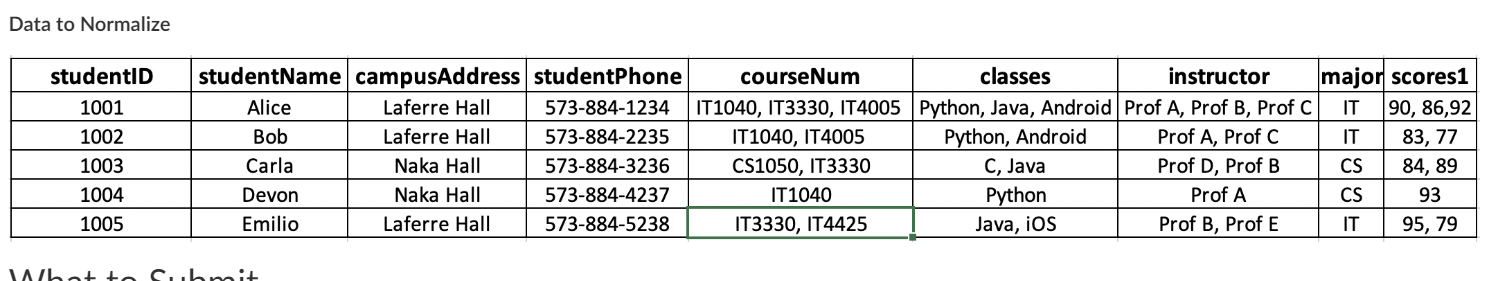 Data to Normalize
studentID studentName campusAddress studentPhone courseNum classes instructor major scores1
1001 Alice Laferre Hall 573-884-1234 IT1040, IT3330, IT4005 Python, Java, Android Prof A, Prof B, Prof C IT 90, 86,92
1002 Bob Laferre Hall 573-884-2235 IT1040, IT4005 Python, Android Prof A, Prof C IT 83, 77
1003 Carla Naka Hall 573-884-3236 CS1050, IT3330 C, Java Prof D, Prof B CS 84, 89
1004 Devon Naka Hall 573-884-4237 IT1040 Python Prof A CS 93
1005 Emilio Laferre Hall 573-884-5238 IT3330, IT4425 Java, iOS Prof B, Prof E IT 95, 79
What to Submit